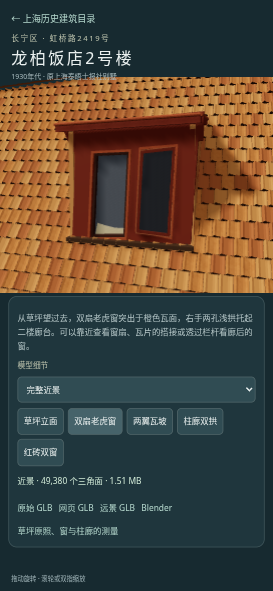 ← 上海历史建筑目录
长宁区 · 虹桥路2419号
龙柏饭店2号楼
1930年代 · 原上海泰晤士报社别墅
从草坪望过去，双扇老虎窗突出于橙色瓦面，右手两孔浅拱托起二楼廊台。可以靠近查看窗扇、瓦片的搭接或透过栏杆看廊后的窗。
模型细节
完整近景
草坪立面
双扇老虎窗
两翼瓦坡
柱廊双拱
红砖双窗
近景 · 49,380 个三角面 · 1.51 MB
原始 GLB 网页 GLB 远景 GLB Blender
草坪原照、窗与柱廊的测量
拖动旋转 · 滚轮或双指缩放